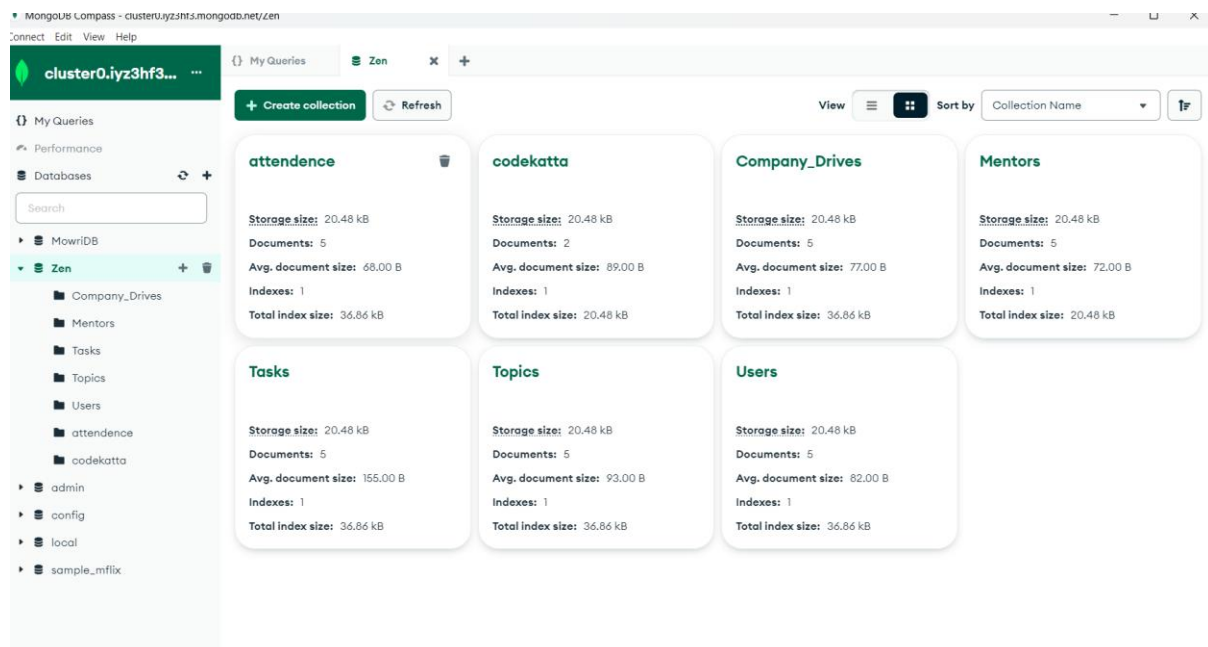 MongoDB Compass - cluster0.iyz3hf3.mongodb.net/Zen
Connect Edit View Help
cluster0.iyz3hf3... ...
{} My Queries
Performance
Databases
Search
MowriDB
Zen
Company_Drives
Mentors
Tasks
Topics
Users
attendence
codekatta
admin
config
local
sample_mflix
{} My Queries Zen
Create collection Refresh View Sort by Collection Name
attendence
Storage size: 20.48 kB
Documents: 5
Avg. document size: 68.00 B
Indexes: 1
Total index size: 36.86 kB
codekatta
Storage size: 20.48 kB
Documents: 2
Avg. document size: 89.00 B
Indexes: 1
Total index size: 20.48 kB
Company_Drives
Storage size: 20.48 kB
Documents: 5
Avg. document size: 77.00 B
Indexes: 1
Total index size: 36.86 kB
Mentors
Storage size: 20.48 kB
Documents: 5
Avg. document size: 72.00 B
Indexes: 1
Total index size: 20.48 kB
Tasks
Storage size: 20.48 kB
Documents: 5
Avg. document size: 155.00 B
Indexes: 1
Total index size: 36.86 kB
Topics
Storage size: 20.48 kB
Documents: 5
Avg. document size: 93.00 B
Indexes: 1
Total index size: 36.86 kB
Users
Storage size: 20.48 kB
Documents: 5
Avg. document size: 82.00 B
Indexes: 1
Total index size: 36.86 kB